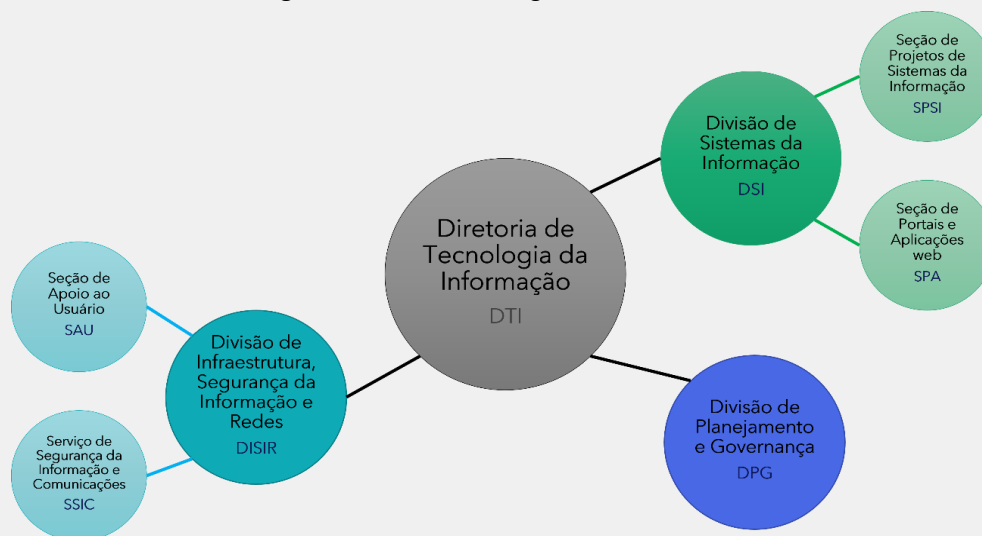 Diretoria de
Tecnologia da
Informação
DTI
Divisão de
Sistemas da
Informação
DSI
Seção de
Projetos de
Sistemas da
Informação
SPSI
Seção de
Portais e
Aplicações
web
SPA
Divisão de
Planejamento
e Governança
DPG
Divisão de
Infraestrutura,
Segurança da
Informação e
Redes
DISIR
Seção de
Apoio ao
Usuário
SAU
Serviço de
Segurança da
Informação e
Comunicações
SSIC